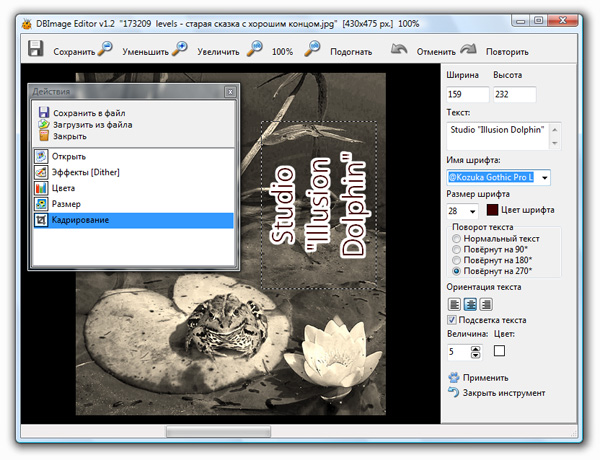 DBImage Editor v1.2 "173209 levels - старая сказка с хорошим концом.jpg" [430x475 px.] 100%
Сохранить Уменьшить Увеличить 100% Подогнать Отменить Повторить
Действия
Сохранить в файл
Загрузить из файла
Закрыть
Открыть
Эффекты [Dither]
Цвета
Размер
Кадрирование
Studio
"Illusion
Dolphin"
Ширина Высота
159 232
Текст:
Studio "Illusion Dolphin"
Имя шрифта:
@Kozuka Gothic Pro L
Размер шрифта
28 Цвет шрифта
Поворот текста
Нормальный текст
Повёрнут на 90°
Повёрнут на 180°
Повёрнут на 270°
Ориентация текста
Подсветка текста
Величина: Цвет:
5
Применить
Закрыть инструмент